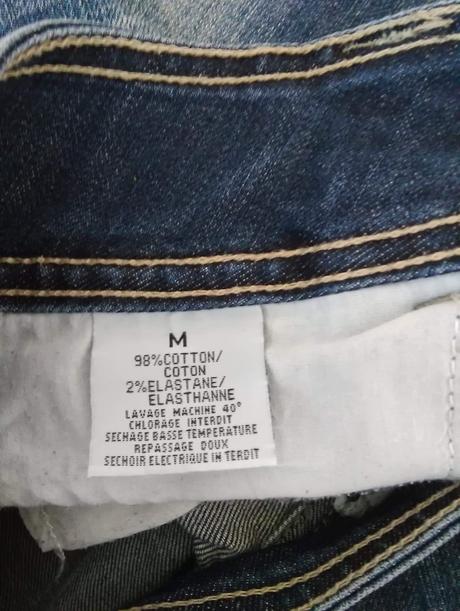 M
98%COTTON/
COTON
2%ELASTANE/
ELASTHANNE
LAVAGE MACHINE 40°
CHLORAGE INTERDIT
SECHAGE BASSE TEMPERATURE
REPASSAGE DOUX
SECHOIR ELECTRIQUE IN TERDIT